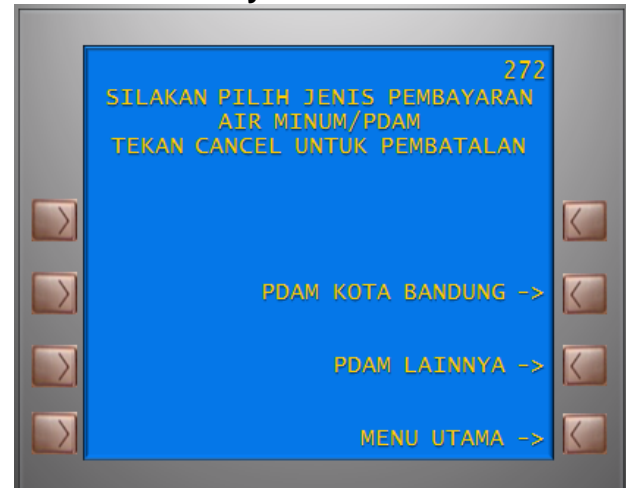 272
SILAKAN PILIH JENIS PEMBAYARAN
AIR MINUM/PDAM
TEKAN CANCEL UNTUK PEMBATALAN
PDAM KOTA BANDUNG ->
PDAM LAINNYA ->
MENU UTAMA ->